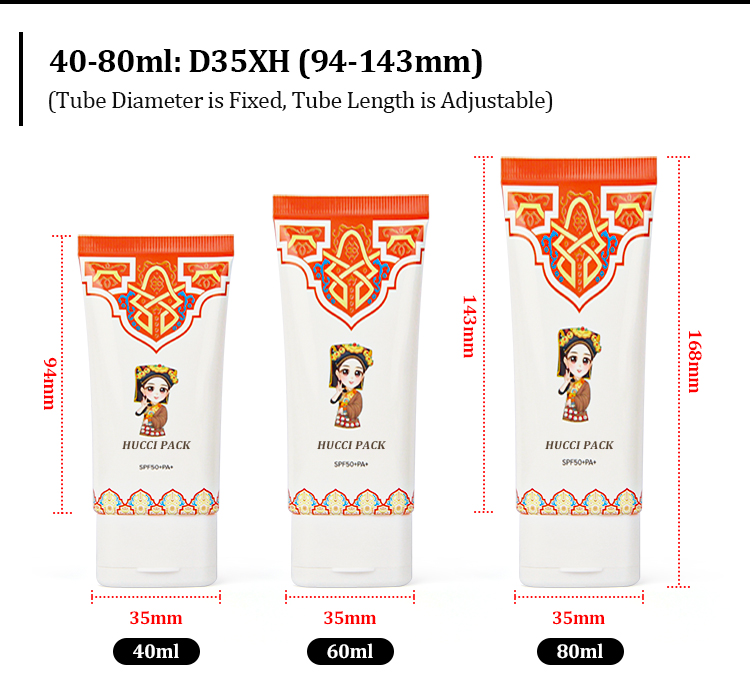 40-80ml: D35XH (94-143mm)
(Tube Diameter is Fixed, Tube Length is Adjustable)
94mm
HUCCI PACK
SPF50+PA+
35mm
40ml
HUCCI PACK
SPF50+PA+
35mm
60ml
143mm
168mm
HUCCI PACK
SPF50+PA+
35mm
80ml